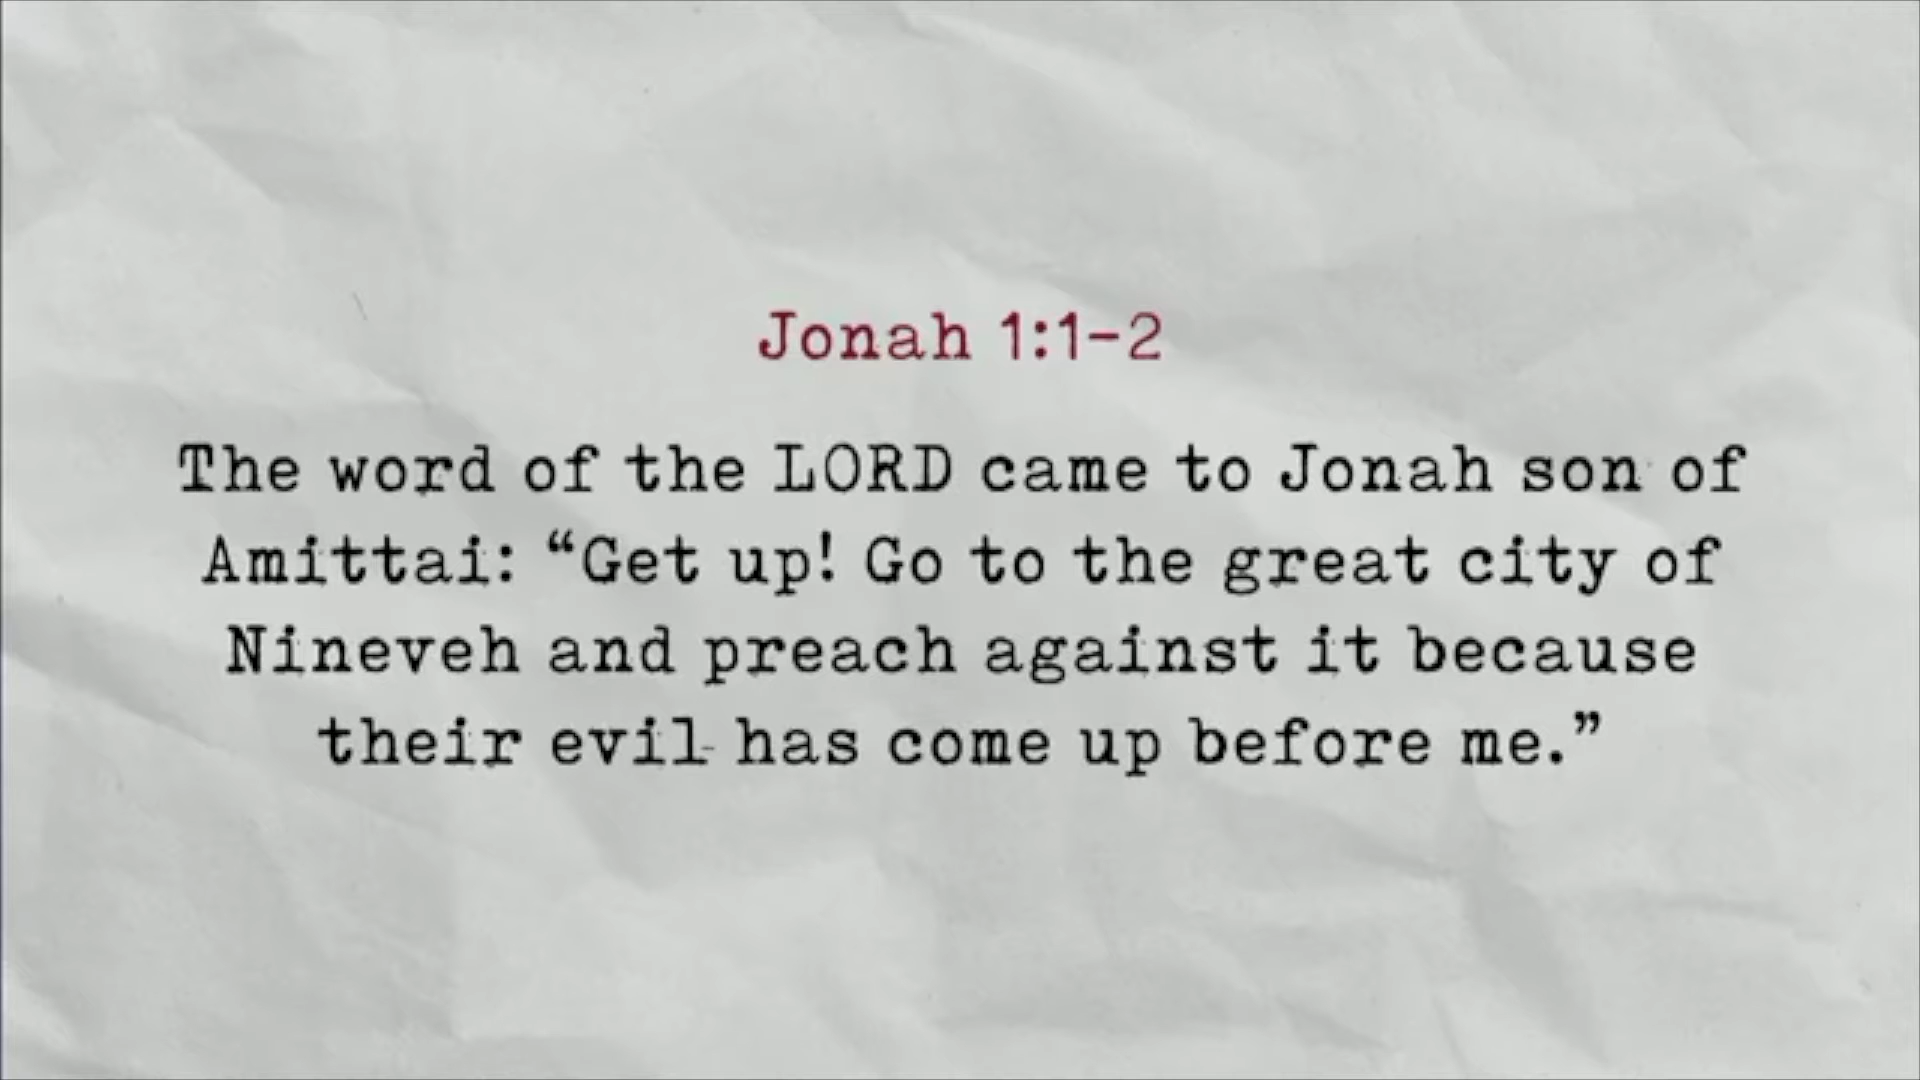 Jonah 1:1-2
The word of the LORD came to Jonah son of
Amittai: “Get up! Go to the great city of
Nineveh and preach against it because
their evil has come up before me.”